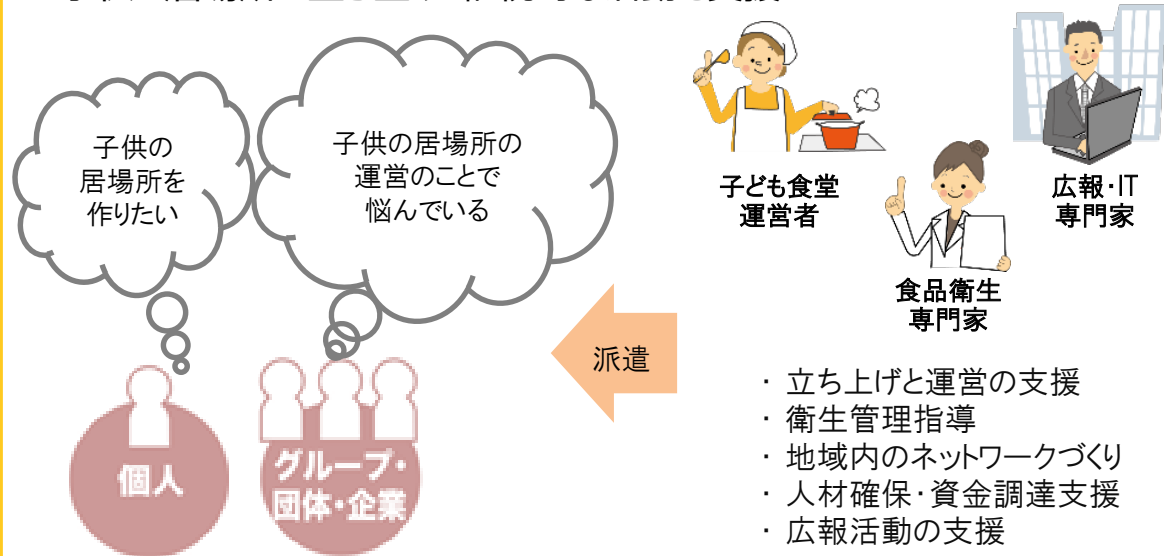 子供の
居場所を
作りたい
子供の居場所の
運営のことで
悩んでいる
個人
グループ・
団体・企業
派遣
子ども食堂
運営者
広報・IT
専門家
食品衛生
専門家
・ 立ち上げと運営の支援
・ 衛生管理指導
・ 地域内のネットワークづくり
・ 人材確保・資金調達支援
・ 広報活動の支援